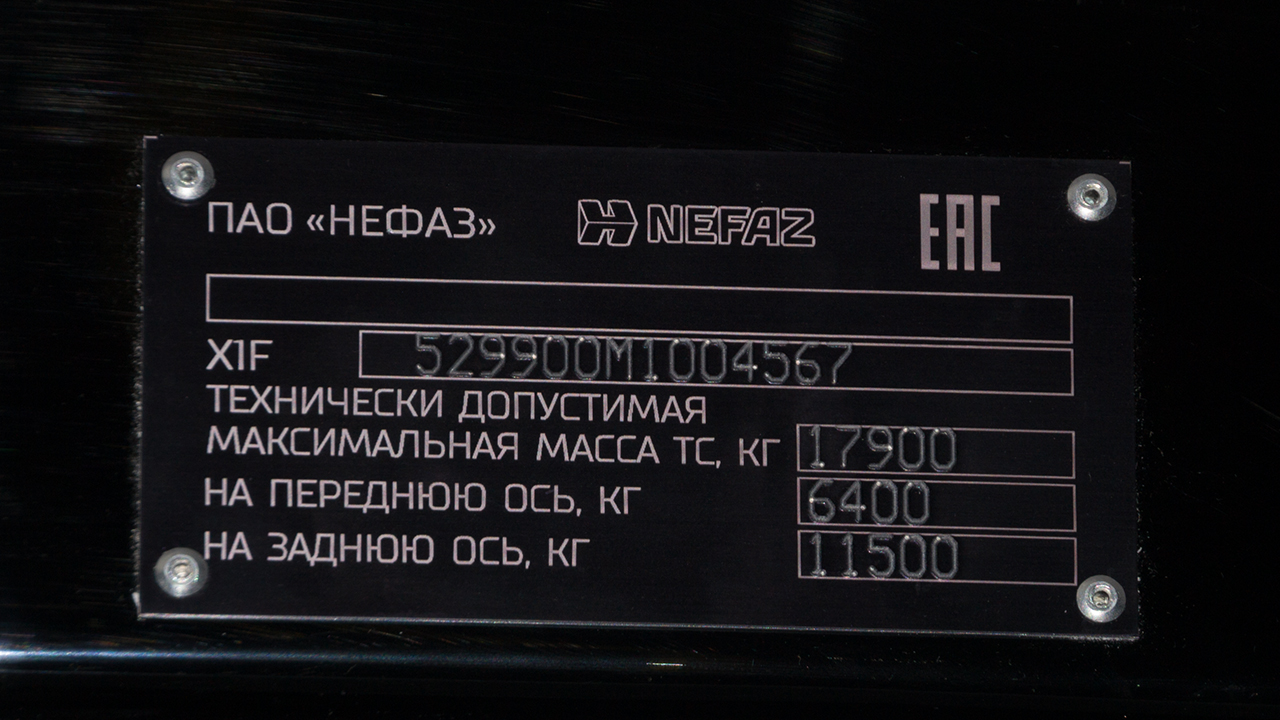 ПАО «НЕФАЗ» NEFAZ EAC
X1F 529900M1004567
ТЕХНИЧЕСКИ ДОПУСТИМАЯ
МАКСИМАЛЬНАЯ МАССА ТС, КГ 17900
НА ПЕРЕДНЮЮ ОСЬ, КГ 6400
НА ЗАДНЮЮ ОСЬ, КГ 11500